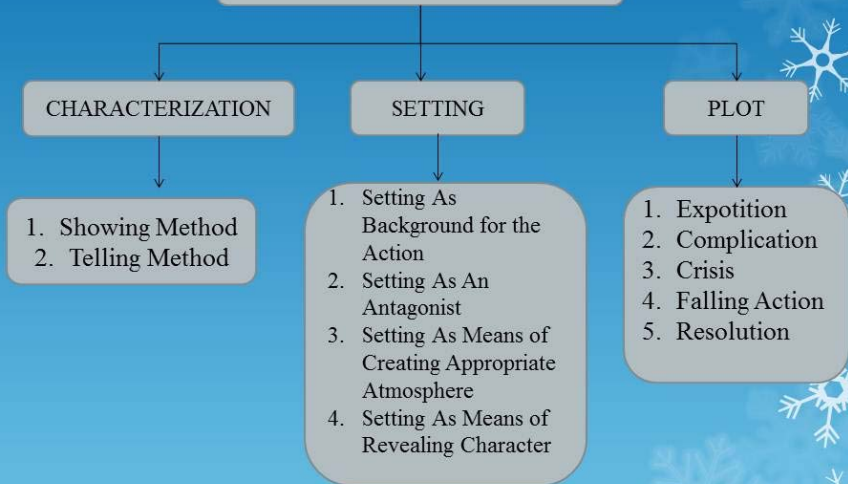 CHARACTERIZATION
1. Showing Method
2. Telling Method
SETTING
1. Setting As
Background for the
Action
2. Setting As An
Antagonist
3. Setting As Means of
Creating Appropriate
Atmosphere
4. Setting As Means of
Revealing Character
PLOT
1. Expotition
2. Complication
3. Crisis
4. Falling Action
5. Resolution